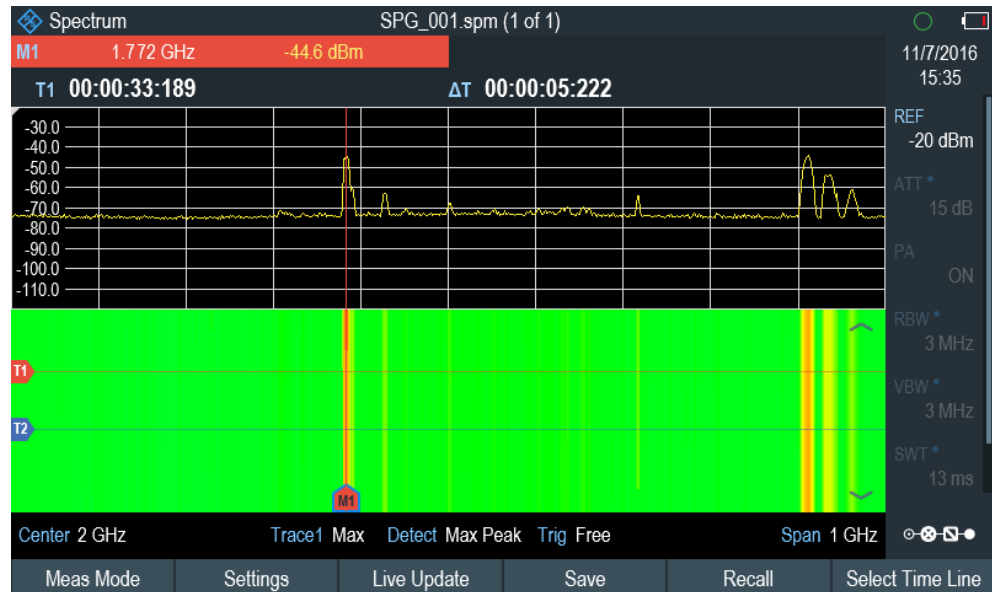 Spectrum SPG_001.spm (1 of 1)
M1 1.772 GHz -44.6 dBm
11/7/2016
15:35
T1 00:00:33:189 ΔT 00:00:05:222
REF
-20 dBm
ATT
15 dB
PA
ON
RBW
3 MHz
VBW
3 MHz
SWT
13 ms
-30.0
-40.0
-50.0
-60.0
-70.0
-80.0
-90.0
-100.0
-110.0
T1
T2
M1
Center 2 GHz Trace1 Max Detect Max Peak Trig Free Span 1 GHz
Meas Mode Settings Live Update Save Recall Select Time Line